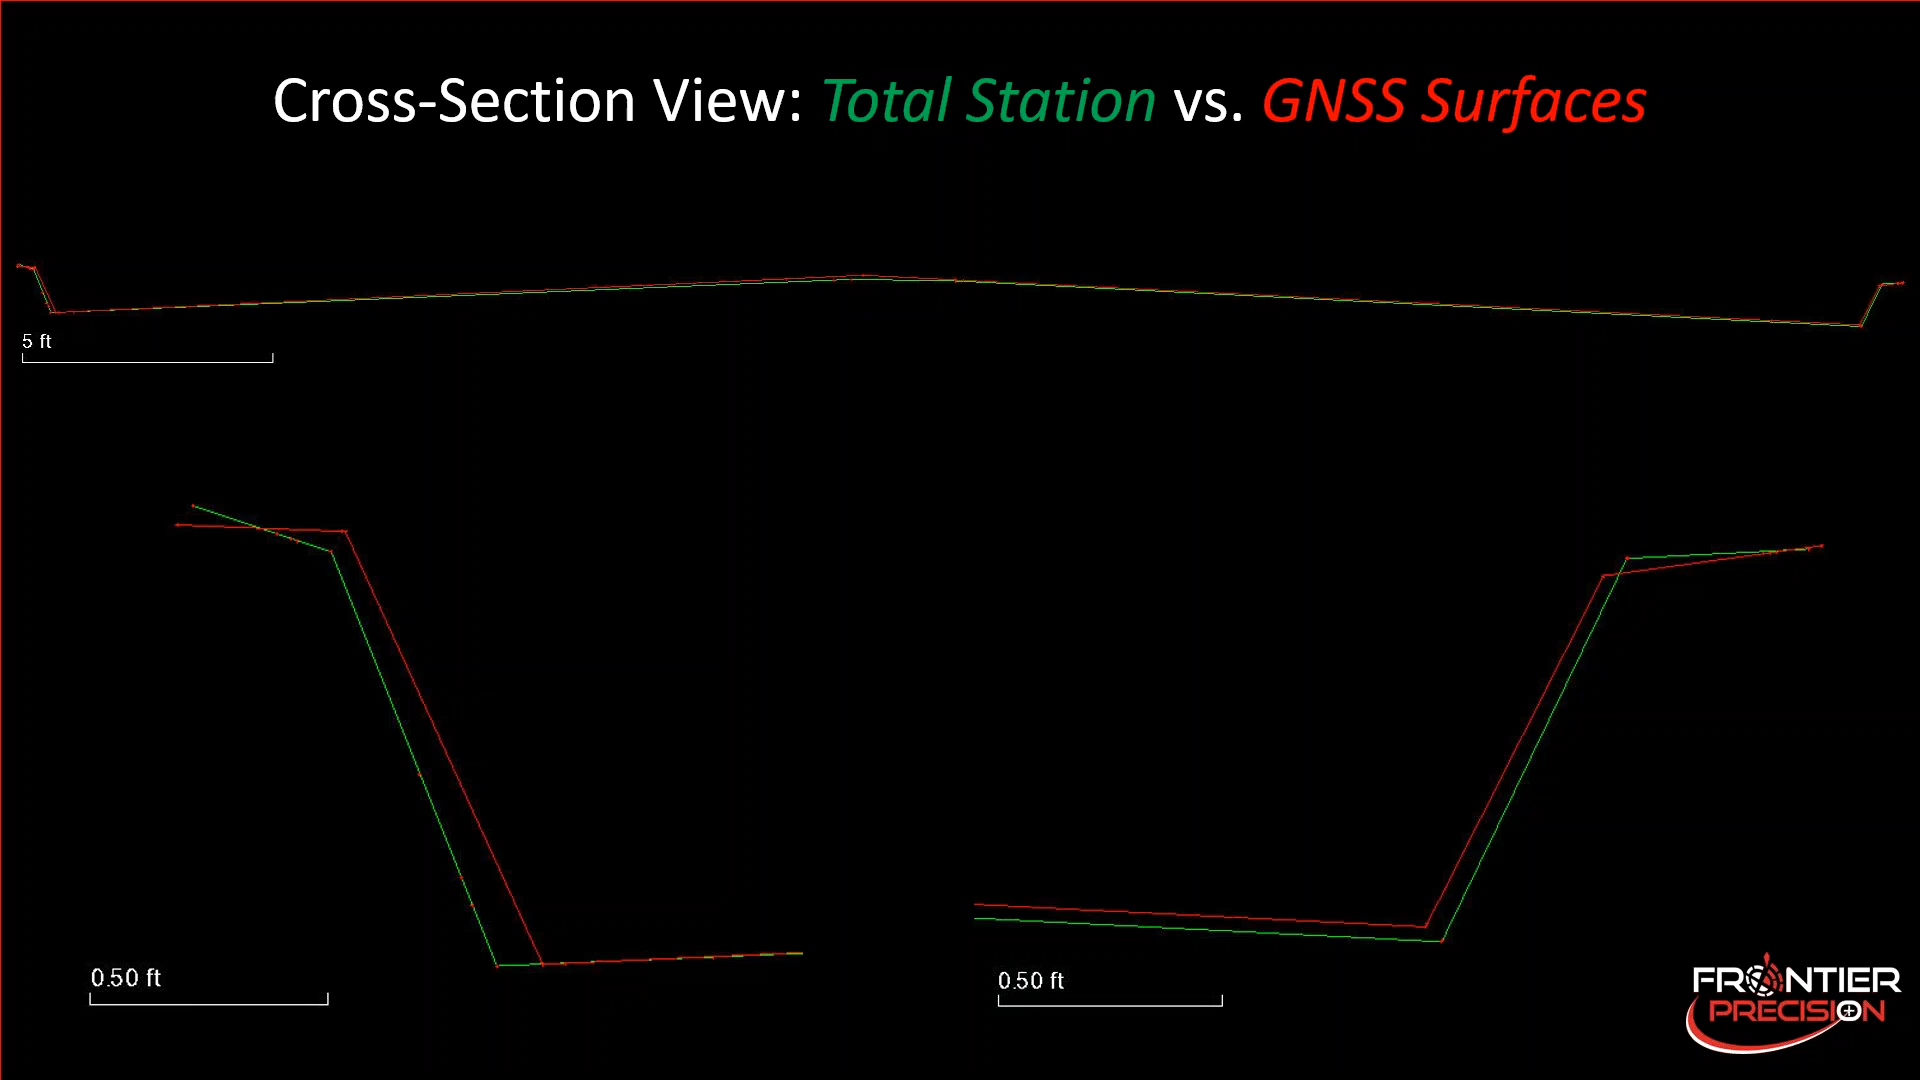 Cross-Section View: Total Station vs. GNSS Surfaces
5 ft
0.50 ft
0.50 ft
FRONTIER
PRECISION